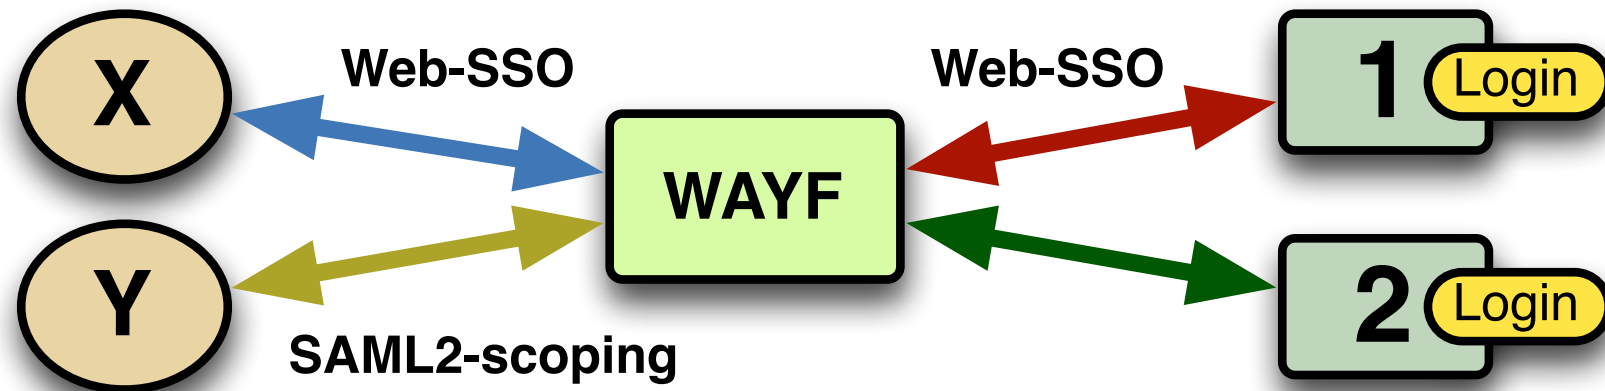 X
Web-SSO
Web-SSO
1
Login
WAYF
Y
SAML2-scoping
2
Login